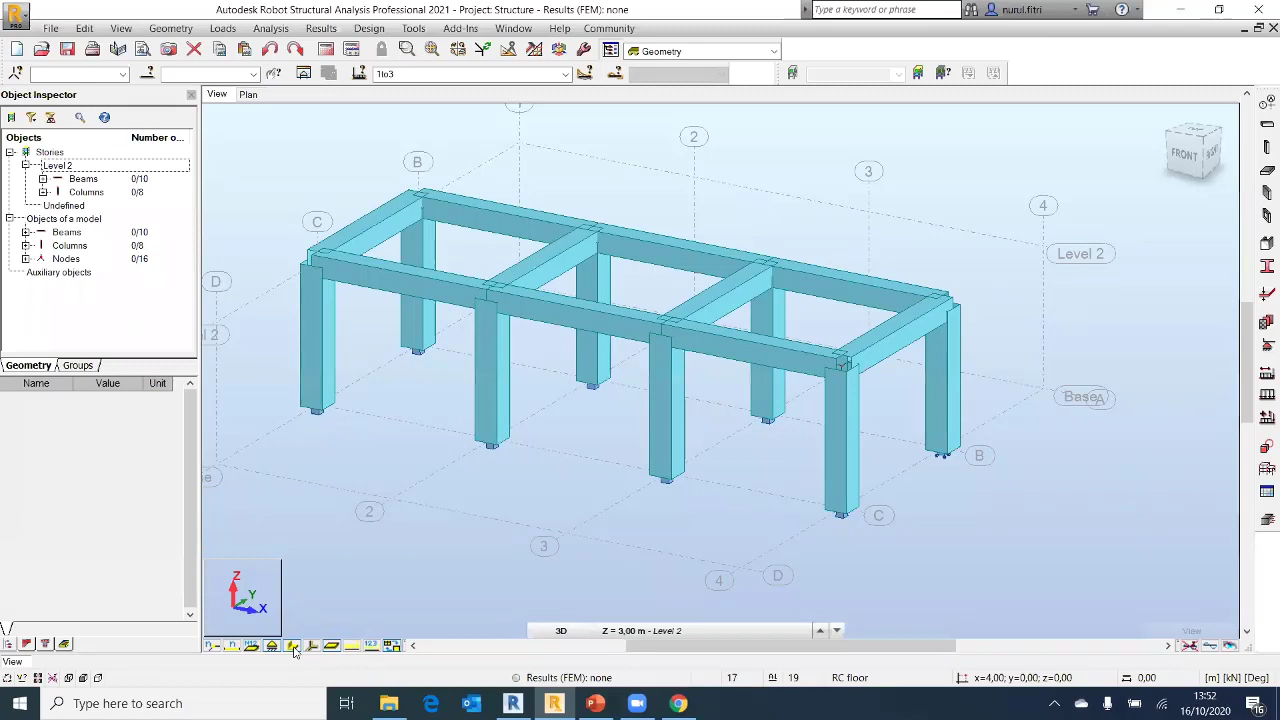 Autodesk Robot Structural Analysis Professional 2021 - Project: Structure - Results (FEM): none
Type a keyword or phrase
nurul.fitri
PRO
File Edit View Geometry Loads Analysis Results Design Tools Add-Ins Window Help Community
Geometry
1to3
Object Inspector
View Plan
Objects Number o...
Stories
Level 2
Beams 0/10
Columns 0/8
Undefined
Objects of a model
Beams 0/10
Columns 0/8
Nodes 0/16
Auxiliary objects
Geometry Groups
Name Value Unit
2
3
4
B
C
D
Level 2
FRONT
Base
A
B
C
D
2
3
4
Z
Y
X
3D Z = 3,00 m - Level 2
View
View
Results (FEM): none 17 19 RC floor x=4,00; y=0,00; z=0,00 0,00 [m] [kN] [Deg]
Type here to search
13:52
16/10/2020